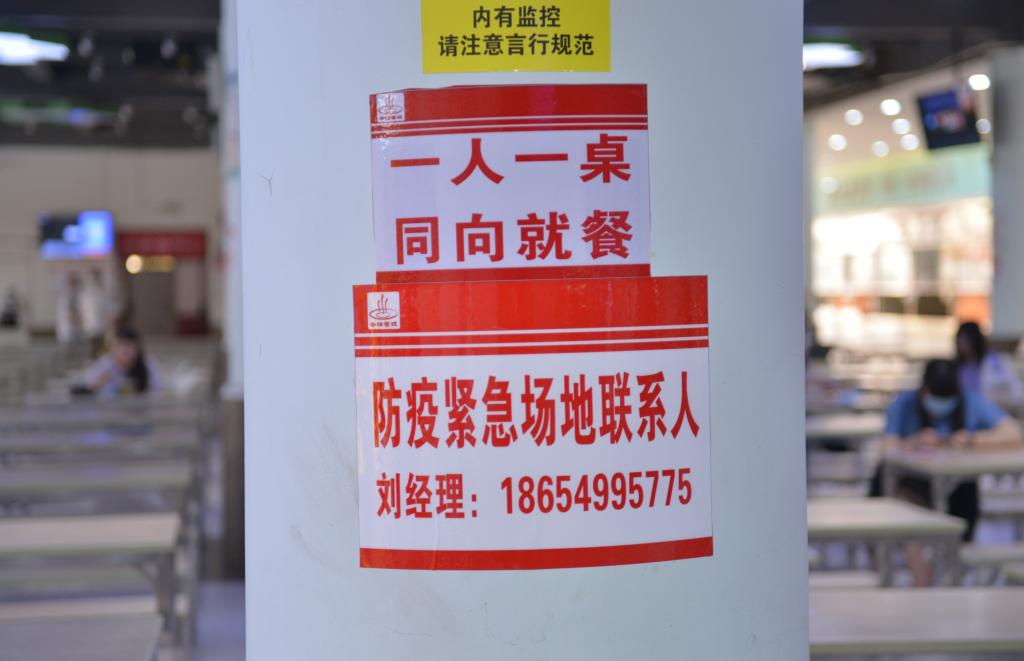 内有监控
请注意言行规范
一人一桌
同向就餐
防疫紧急场地联系人
刘经理：18654995775